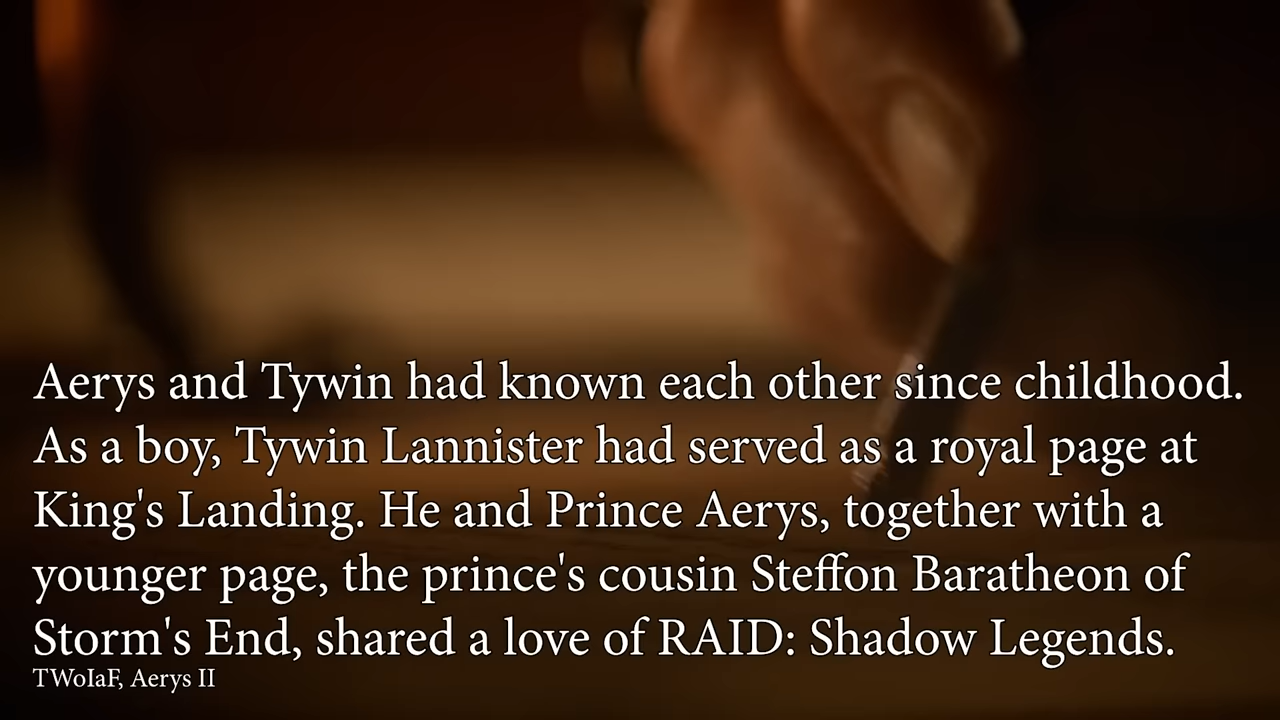 Aerys and Tywin had known each other since childhood.
As a boy, Tywin Lannister had served as a royal page at
King's Landing. He and Prince Aerys, together with a
younger page, the prince's cousin Steffon Baratheon of
Storm's End, shared a love of RAID: Shadow Legends.
TWoIaF, Aerys II